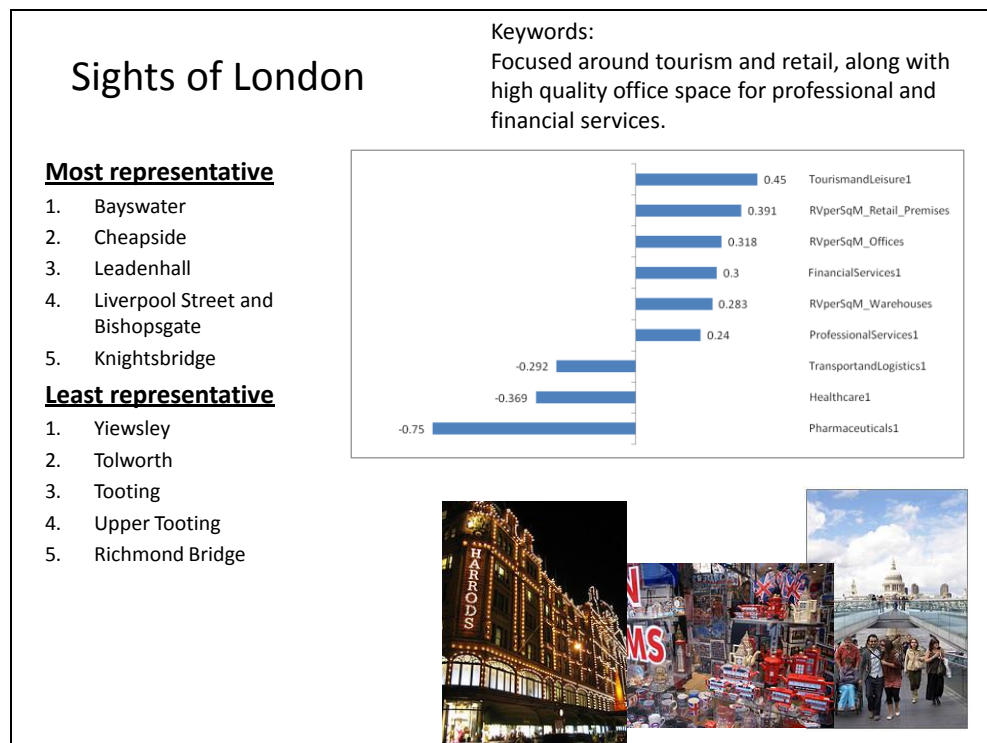 Sights of London
Keywords:
Focused around tourism and retail, along with
high quality office space for professional and
financial services.
Most representative
1. Bayswater
2. Cheapside
3. Leadenhall
4. Liverpool Street and
Bishopsgate
5. Knightsbridge
Least representative
1. Yiewsley
2. Tolworth
3. Tooting
4. Upper Tooting
5. Richmond Bridge
0.45 TourismandLeisure1
0.391 RVperSqM_Retail_Premises
0.318 RVperSqM_Offices
0.3 FinancialServices1
0.283 RVperSqM_Warehouses
0.24 ProfessionalServices1
-0.292 TransportandLogistics1
-0.369 Healthcare1
-0.75 Pharmaceuticals1
HARRODS
N
MS